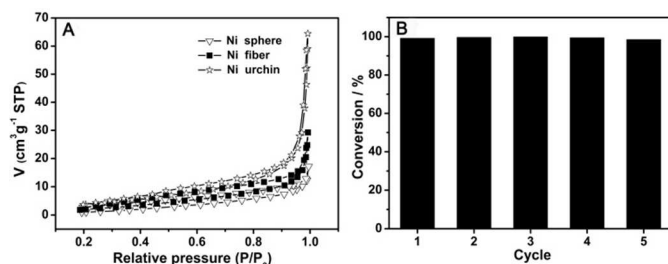 A
Ni sphere
Ni fiber
Ni urchin
V (cm³g⁻¹ STP)
70
60
50
40
30
20
10
0
0.2
0.4
0.6
0.8
1.0
Relative pressure (P/P₀)
B
Conversion / %
100
80
60
40
20
0
1
2
3
4
5
Cycle